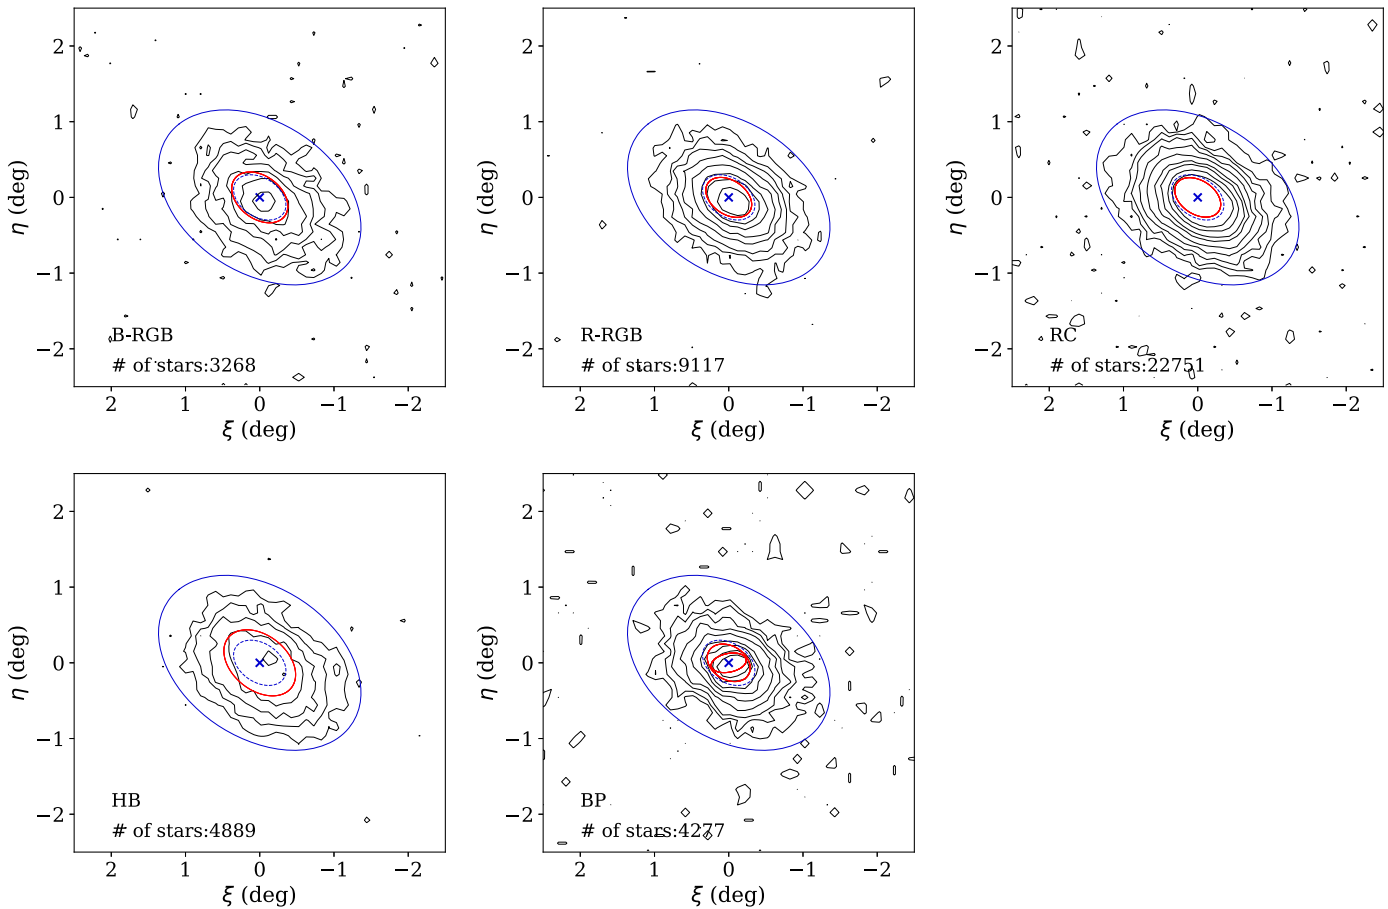 2
1
0
−1
−2
η (deg)
B-RGB
# of stars:3268
2 1 0 −1 −2
ξ (deg)
2
1
0
−1
−2
η (deg)
R-RGB
# of stars:9117
2 1 0 −1 −2
ξ (deg)
2
1
0
−1
−2
η (deg)
RC
# of stars:22751
2 1 0 −1 −2
ξ (deg)
2
1
0
−1
−2
η (deg)
HB
# of stars:4889
2 1 0 −1 −2
ξ (deg)
2
1
0
−1
−2
η (deg)
BP
# of stars:4277
2 1 0 −1 −2
ξ (deg)